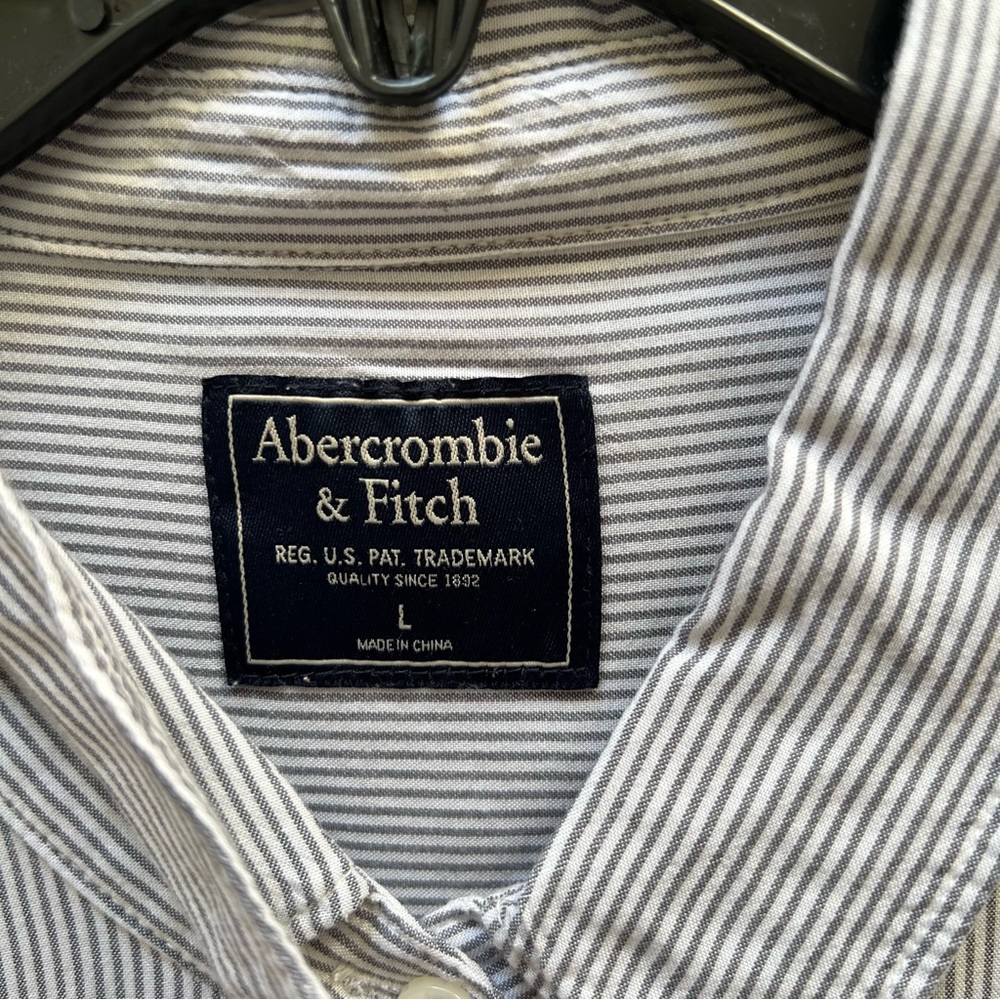 Abercrombie
& Fitch
REG. U.S. PAT. TRADEMARK
QUALITY SINCE 1892
L
MADE IN CHINA